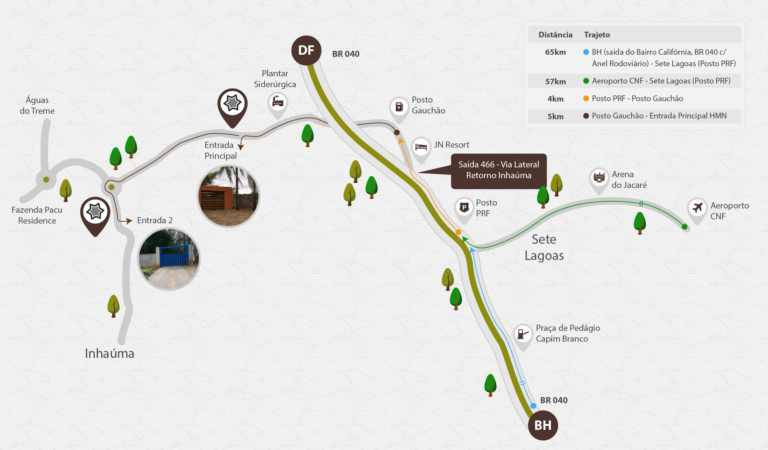 DF
BR 040
Distância Trajeto
65km BH (saída do Bairro Califórnia, BR 040 c/
Anel Rodoviário) - Sete Lagoas (Posto PRF)
57km Aeroporto CNF - Sete Lagoas (Posto PRF)
4km Posto PRF - Posto Gauchão
5km Posto Gauchão - Entrada Principal HMN
Plantar
Siderúrgica
Águas
do Treme
Posto
Gauchão
Entrada
Principal
JN Resort
Saída 466 - Via Lateral
Retorno Inhaúma
Arena
do Jacaré
Fazenda Pacu
Residence
Entrada 2
Posto
PRF
Aeroporto
CNF
Sete
Lagoas
Inhaúma
Praça de Pedágio
Capim Branco
BR 040
BH